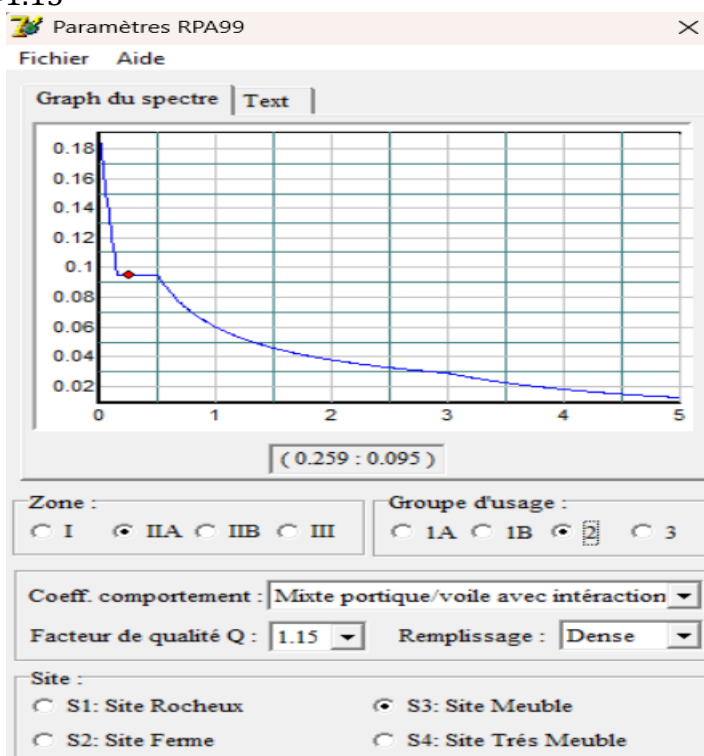 1.15
Paramètres RPA99
Fichier Aide
Graph du spectre Text
0.18
0.16
0.14
0.12
0.1
0.08
0.06
0.04
0.02
0 1 2 3 4 5
( 0.259 : 0.095 )
Zone : Groupe d'usage :
I IIA IIB III 1A 1B 2 3
Coeff. comportement : Mixte portique/voile avec intéraction
Facteur de qualité Q : 1.15 Remplissage : Dense
Site :
S1: Site Rocheux S3: Site Meuble
S2: Site Ferme S4: Site Trés Meuble